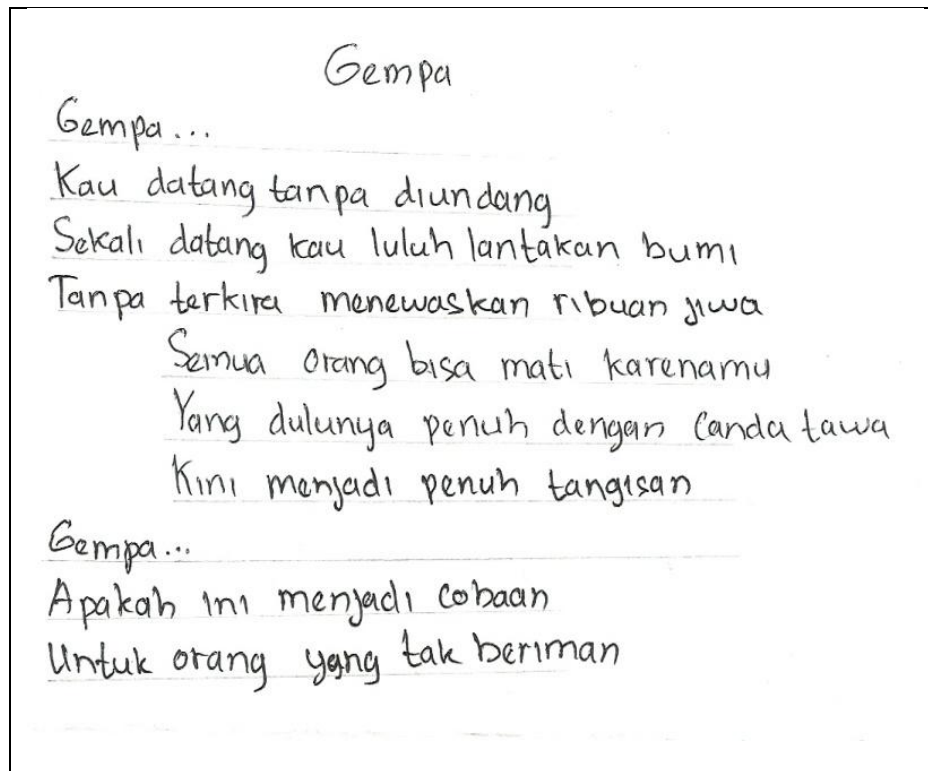 Gempa
Gempa...
Kau datang tanpa diundang
Sekali datang kau luluh lantakan bumi
Tanpa terkira menewaskan ribuan jiwa
Semua orang bisa mati karenamu
Yang dulunya penuh dengan canda tawa
Kini menjadi penuh tangisan
Gempa...
Apakah ini menjadi cobaan
Untuk orang yang tak beriman